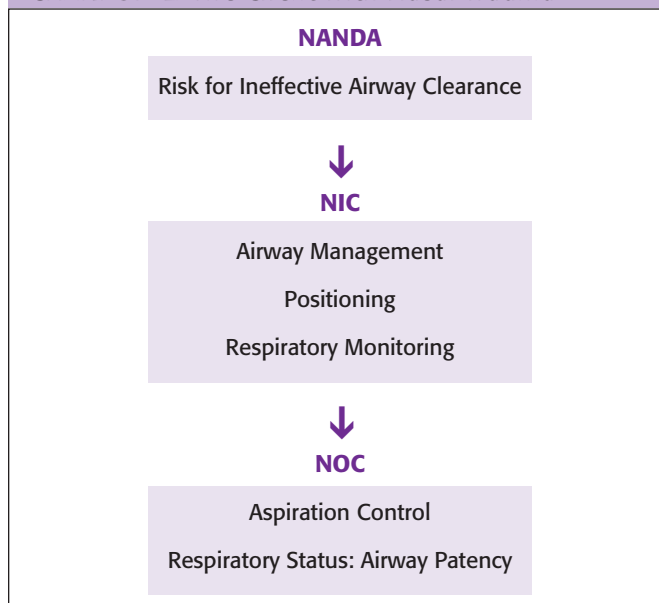 NANDA
Risk for Ineffective Airway Clearance
NIC
Airway Management
Positioning
Respiratory Monitoring
NOC
Aspiration Control
Respiratory Status: Airway Patency